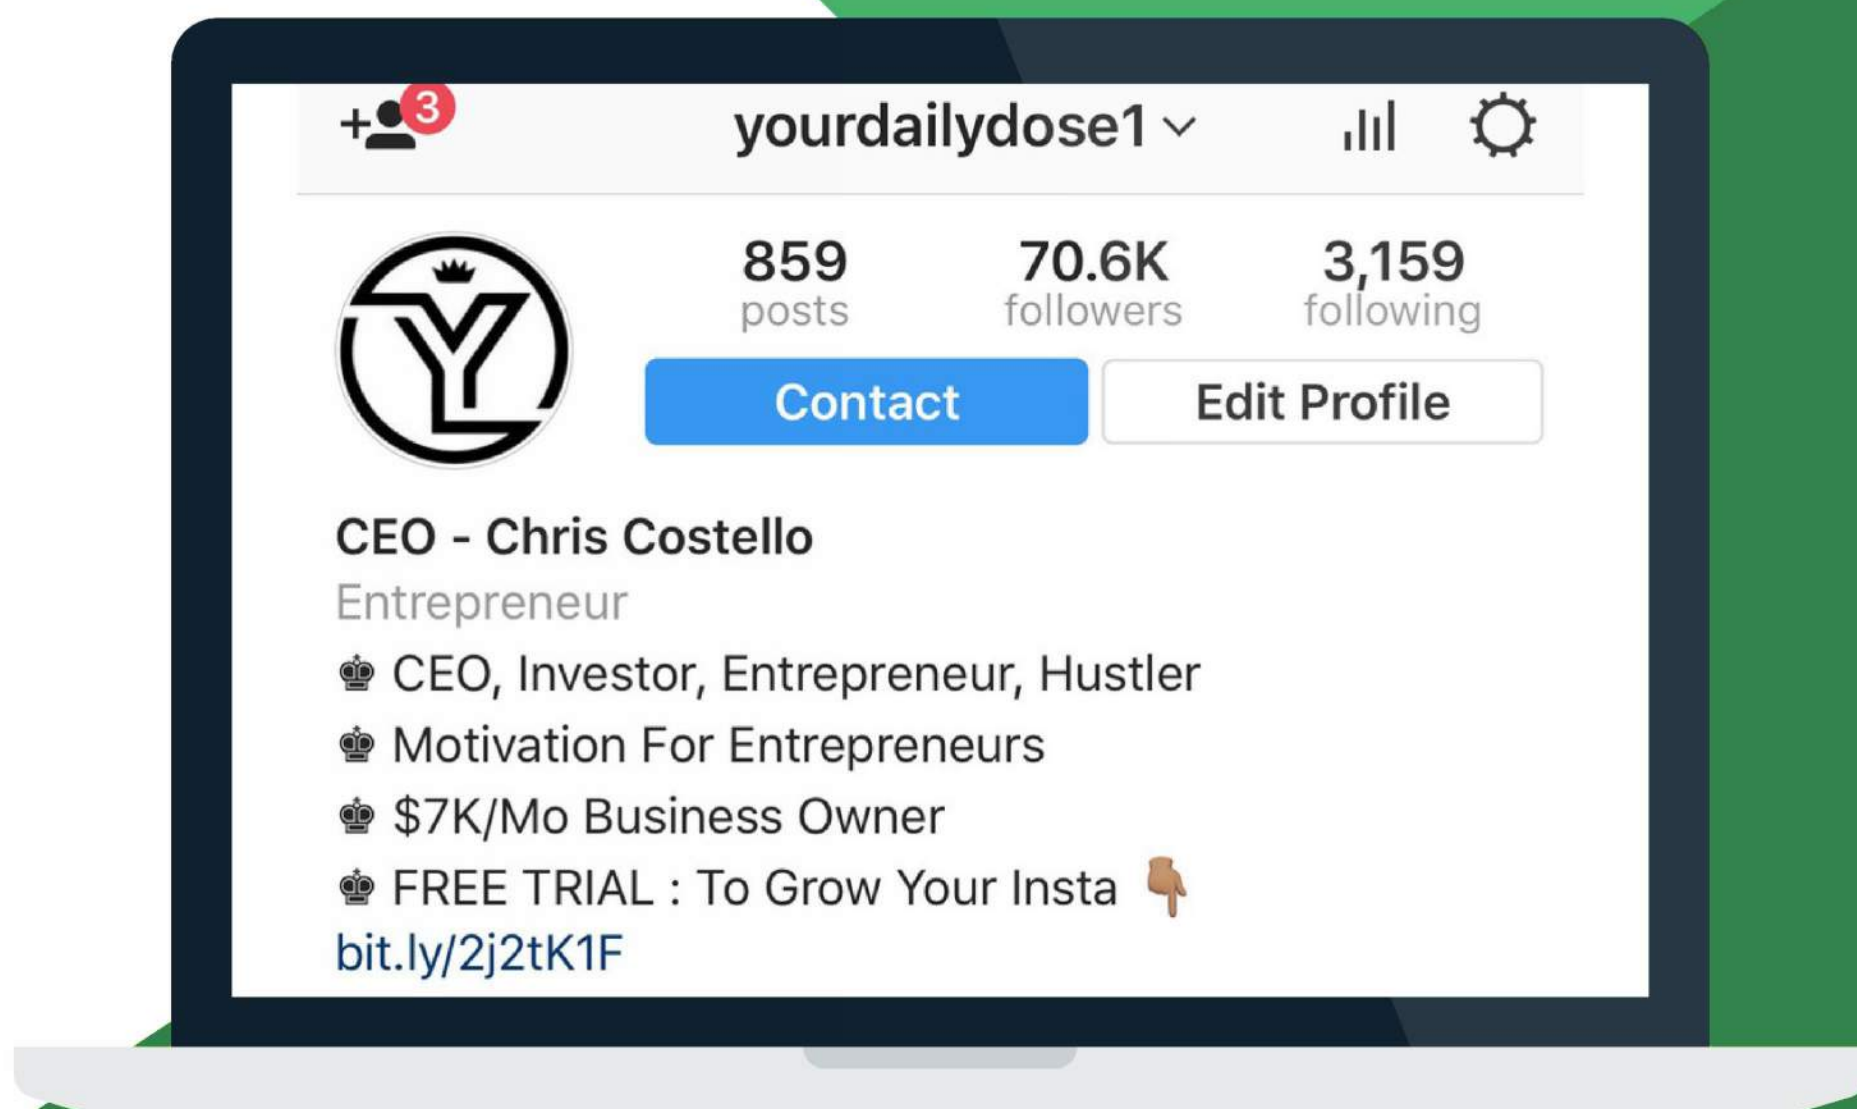 3
yourdailydose1
859 70.6K 3,159
posts followers following
Contact Edit Profile
YL
CEO - Chris Costello
Entrepreneur
♚ CEO, Investor, Entrepreneur, Hustler
♚ Motivation For Entrepreneurs
♚ $7K/Mo Business Owner
♚ FREE TRIAL : To Grow Your Insta 👇🏽
bit.ly/2j2tK1F